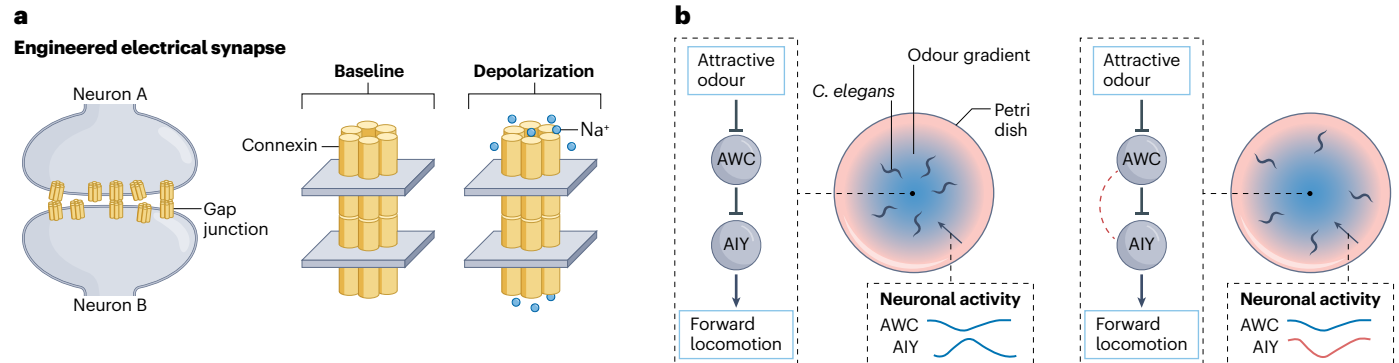 a
Engineered electrical synapse
Neuron A
Neuron B
Gap
junction
Baseline
Depolarization
Connexin
Na⁺
b
Attractive
odour
AWC
AIY
Forward
locomotion
Odour gradient
C. elegans
Petri
dish
Neuronal activity
AWC
AIY
Attractive
odour
AWC
AIY
Forward
locomotion
Neuronal activity
AWC
AIY